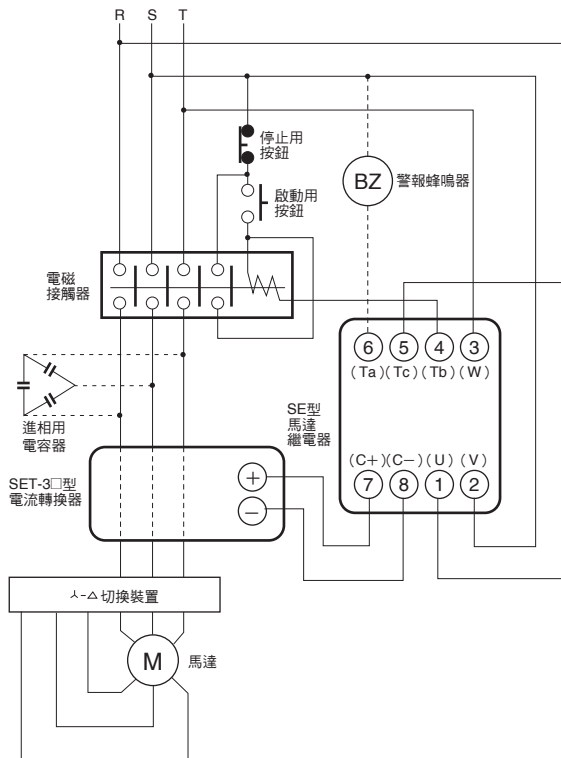 R S T
停止用
按鈕
啟動用
按鈕
BZ 警報蜂鳴器
電磁
接觸器
6 5 4 3
(Ta) (Tc) (Tb) (W)
進相用
電容器
SE型
馬達
繼電器
SET-3□型
電流轉換器
+
−
(C+) (C−) (U) (V)
7 8 1 2
⅄-△切換裝置
M 馬達